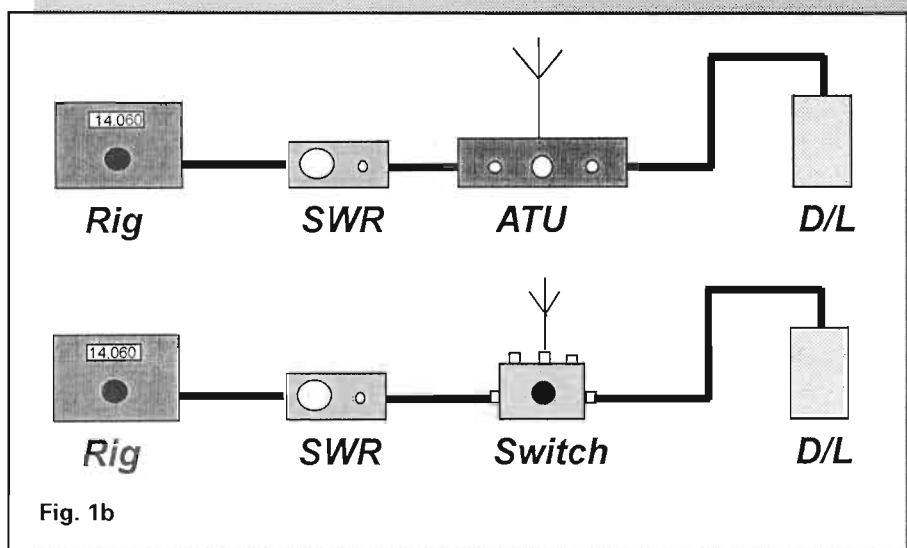 14.060
Rig SWR ATU D/L
14.060
Rig SWR Switch D/L
Fig. 1b